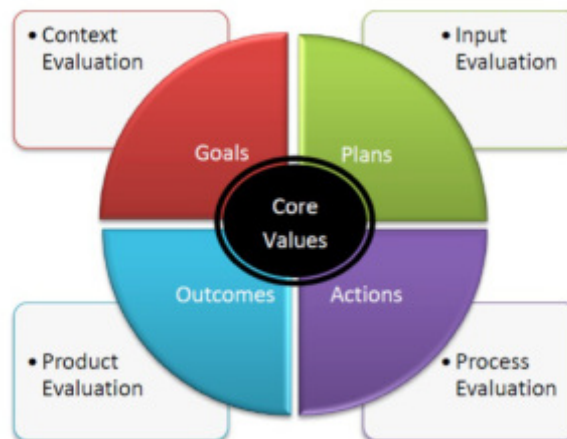 • Context
Evaluation
• Input
Evaluation
Goals
Plans
Core
Values
Outcomes
Actions
• Product
Evaluation
• Process
Evaluation